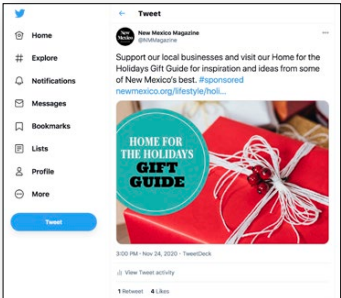 Tweet
Home
Explore
Notifications
Messages
Bookmarks
Lists
Profile
More
Tweet
New Mexico
New Mexico Magazine
@NMMagazine
Support our local businesses and visit our Home for the
Holidays Gift Guide for inspiration and ideas from some
of New Mexico's best. #sponsored
newmexico.org/lifestyle/holi...
HOME FOR
THE HOLIDAYS
GIFT
GUIDE
3:00 PM · Nov 24, 2020 · TweetDeck
View Tweet activity
1 Retweet 4 Likes